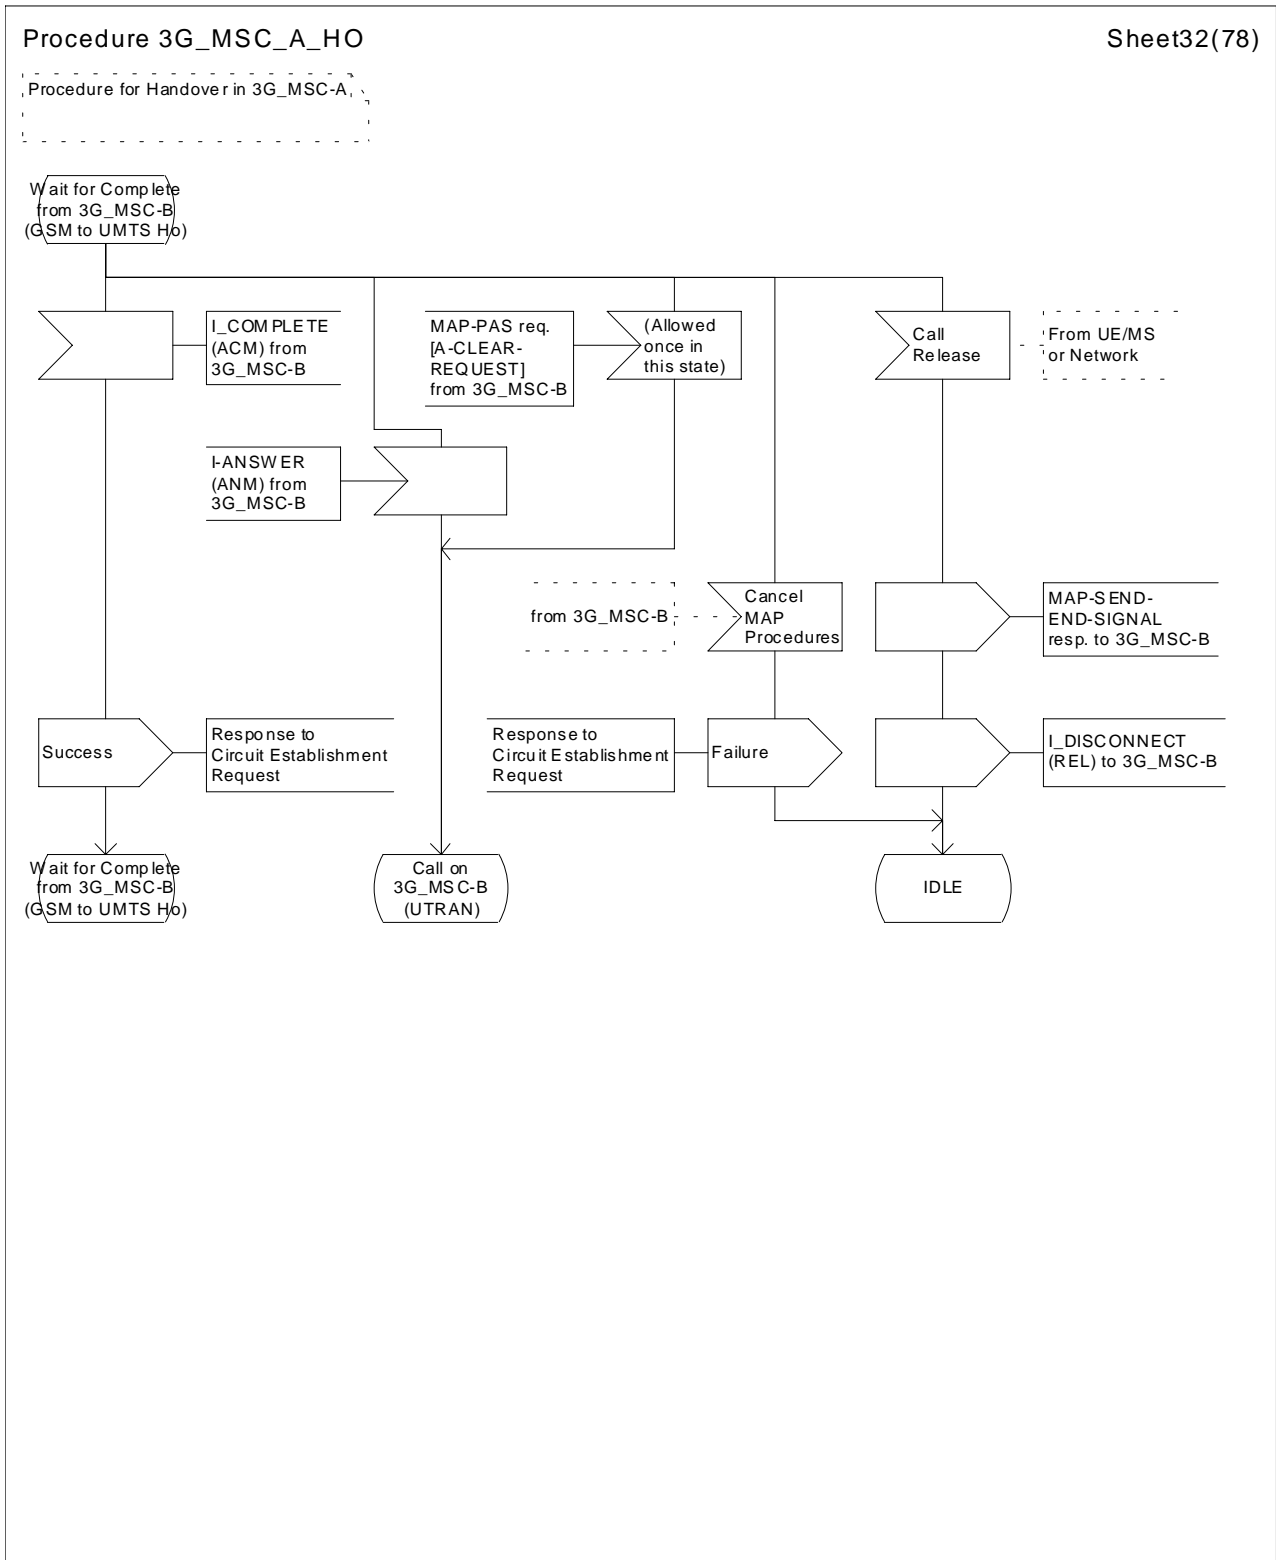 Procedure 3G_MSC_A_HO
Sheet32(78)
Procedure for Handover in 3G_MSC-A
Wait for Complete
from 3G_MSC-B
(GSM to UMTS Ho)
I_COMPLETE
(ACM) from
3G_MSC-B
MAP-PAS req.
[A-CLEAR-
REQUEST]
from 3G_MSC-B
(Allowed
once in
this state)
Call
Release
From UE/MS
or Network
I-ANSWER
(ANM) from
3G_MSC-B
from 3G_MSC-B
Cancel
MAP
Procedures
MAP-SEND-
END-SIGNAL
resp. to 3G_MSC-B
Success
Response to
Circuit Establishment
Request
Response to
Circuit Establishment
Request
Failure
I_DISCONNECT
(REL) to 3G_MSC-B
Wait for Complete
from 3G_MSC-B
(GSM to UMTS Ho)
Call on
3G_MSC-B
(UTRAN)
IDLE